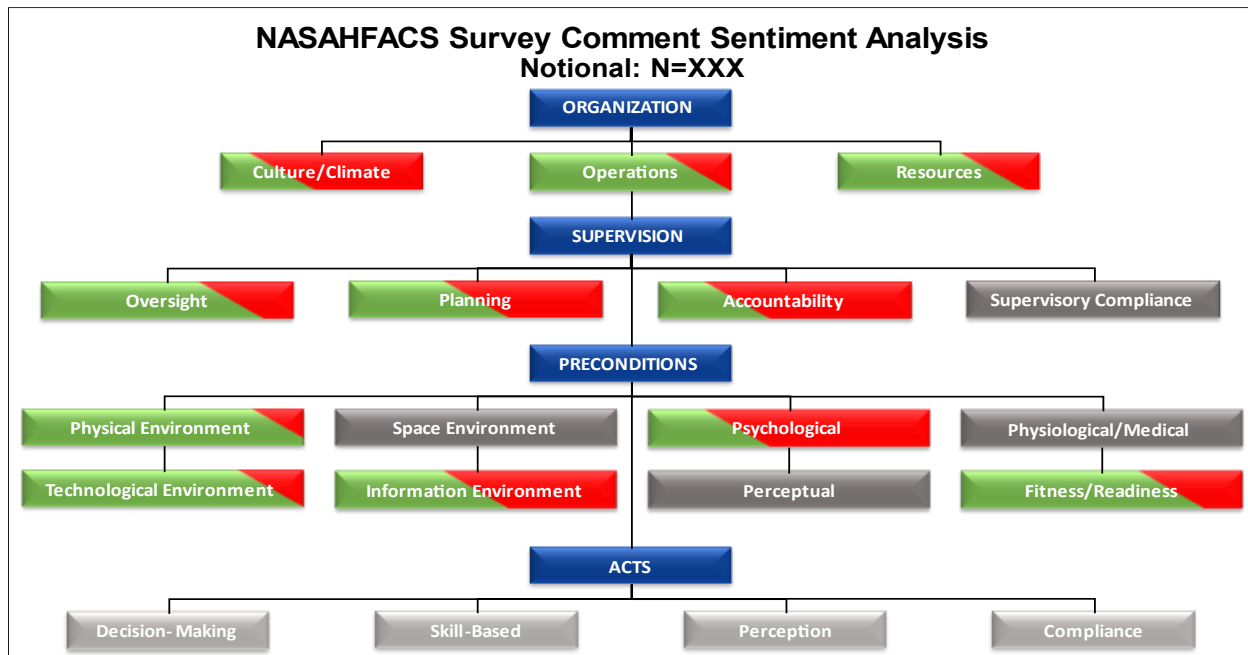 NASAHFACS Survey Comment Sentiment Analysis
Notional: N=XXX
ORGANIZATION
Culture/Climate
Operations
Resources
SUPERVISION
Oversight
Planning
Accountability
Supervisory Compliance
PRECONDITIONS
Physical Environment
Space Environment
Psychological
Physiological/Medical
Technological Environment
Information Environment
Perceptual
Fitness/Readiness
ACTS
Decision- Making
Skill-Based
Perception
Compliance